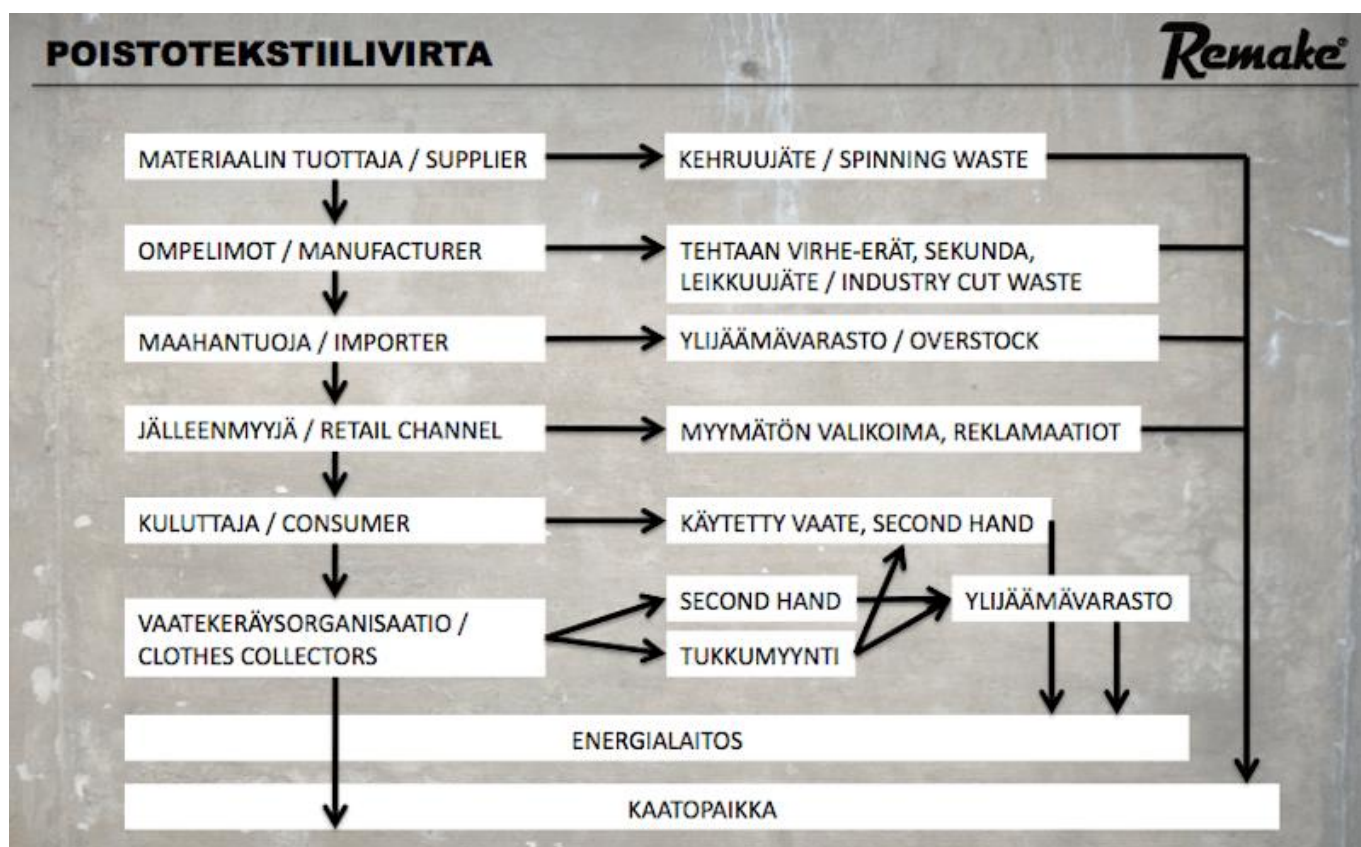 POISTOTEKSTIILIVIRTA
Remake®
MATERIAALIN TUOTTAJA / SUPPLIER
KEHRUUJÄTE / SPINNING WASTE
OMPELIMOT / MANUFACTURER
TEHTAAN VIRHE-ERÄT, SEKUNDA,
LEIKKUUJÄTE / INDUSTRY CUT WASTE
MAAHANTUOJA / IMPORTER
YLIJÄÄMÄVARASTO / OVERSTOCK
JÄLLEENMYYJÄ / RETAIL CHANNEL
MYYMÄTÖN VALIKOIMA, REKLAMAATIOT
KULUTTAJA / CONSUMER
KÄYTETTY VAATE, SECOND HAND
VAATEKERÄYSORGANISAATIO /
CLOTHES COLLECTORS
SECOND HAND
YLIJÄÄMÄVARASTO
TUKKUMYYNTI
ENERGIALAITOS
KAATOPAIKKA